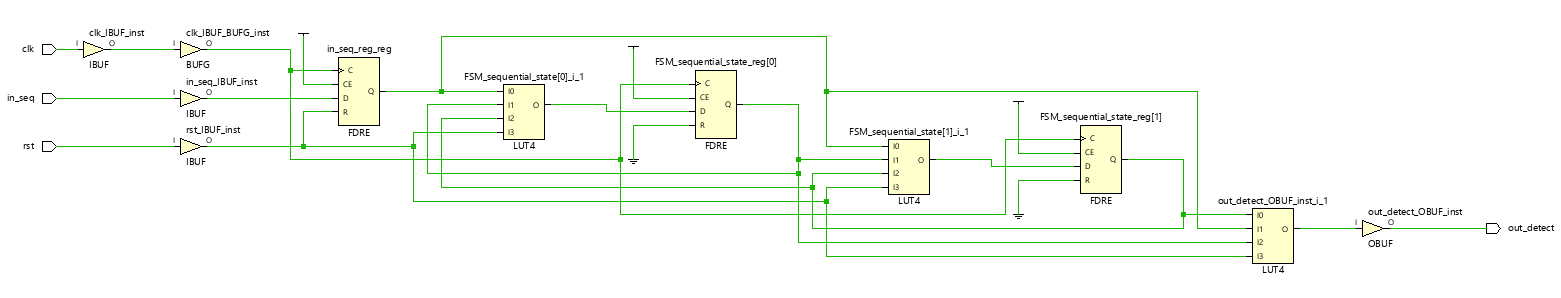 clk
clk_IBUF_inst
I
O
IBUF
clk_IBUF_BUFG_inst
I
O
BUFG
in_seq
in_seq_IBUF_inst
I
O
IBUF
rst
rst_IBUF_inst
I
O
IBUF
in_seq_reg_reg
C
CE
D
R
Q
FDRE
FSM_sequential_state[0]_i_1
I0
I1
I2
I3
O
LUT4
FSM_sequential_state_reg[0]
C
CE
D
R
Q
FDRE
FSM_sequential_state[1]_i_1
I0
I1
I2
I3
O
LUT4
FSM_sequential_state_reg[1]
C
CE
D
R
Q
FDRE
out_detect_OBUF_inst_i_1
I0
I1
I2
I3
O
LUT4
out_detect_OBUF_inst
I
O
OBUF
out_detect